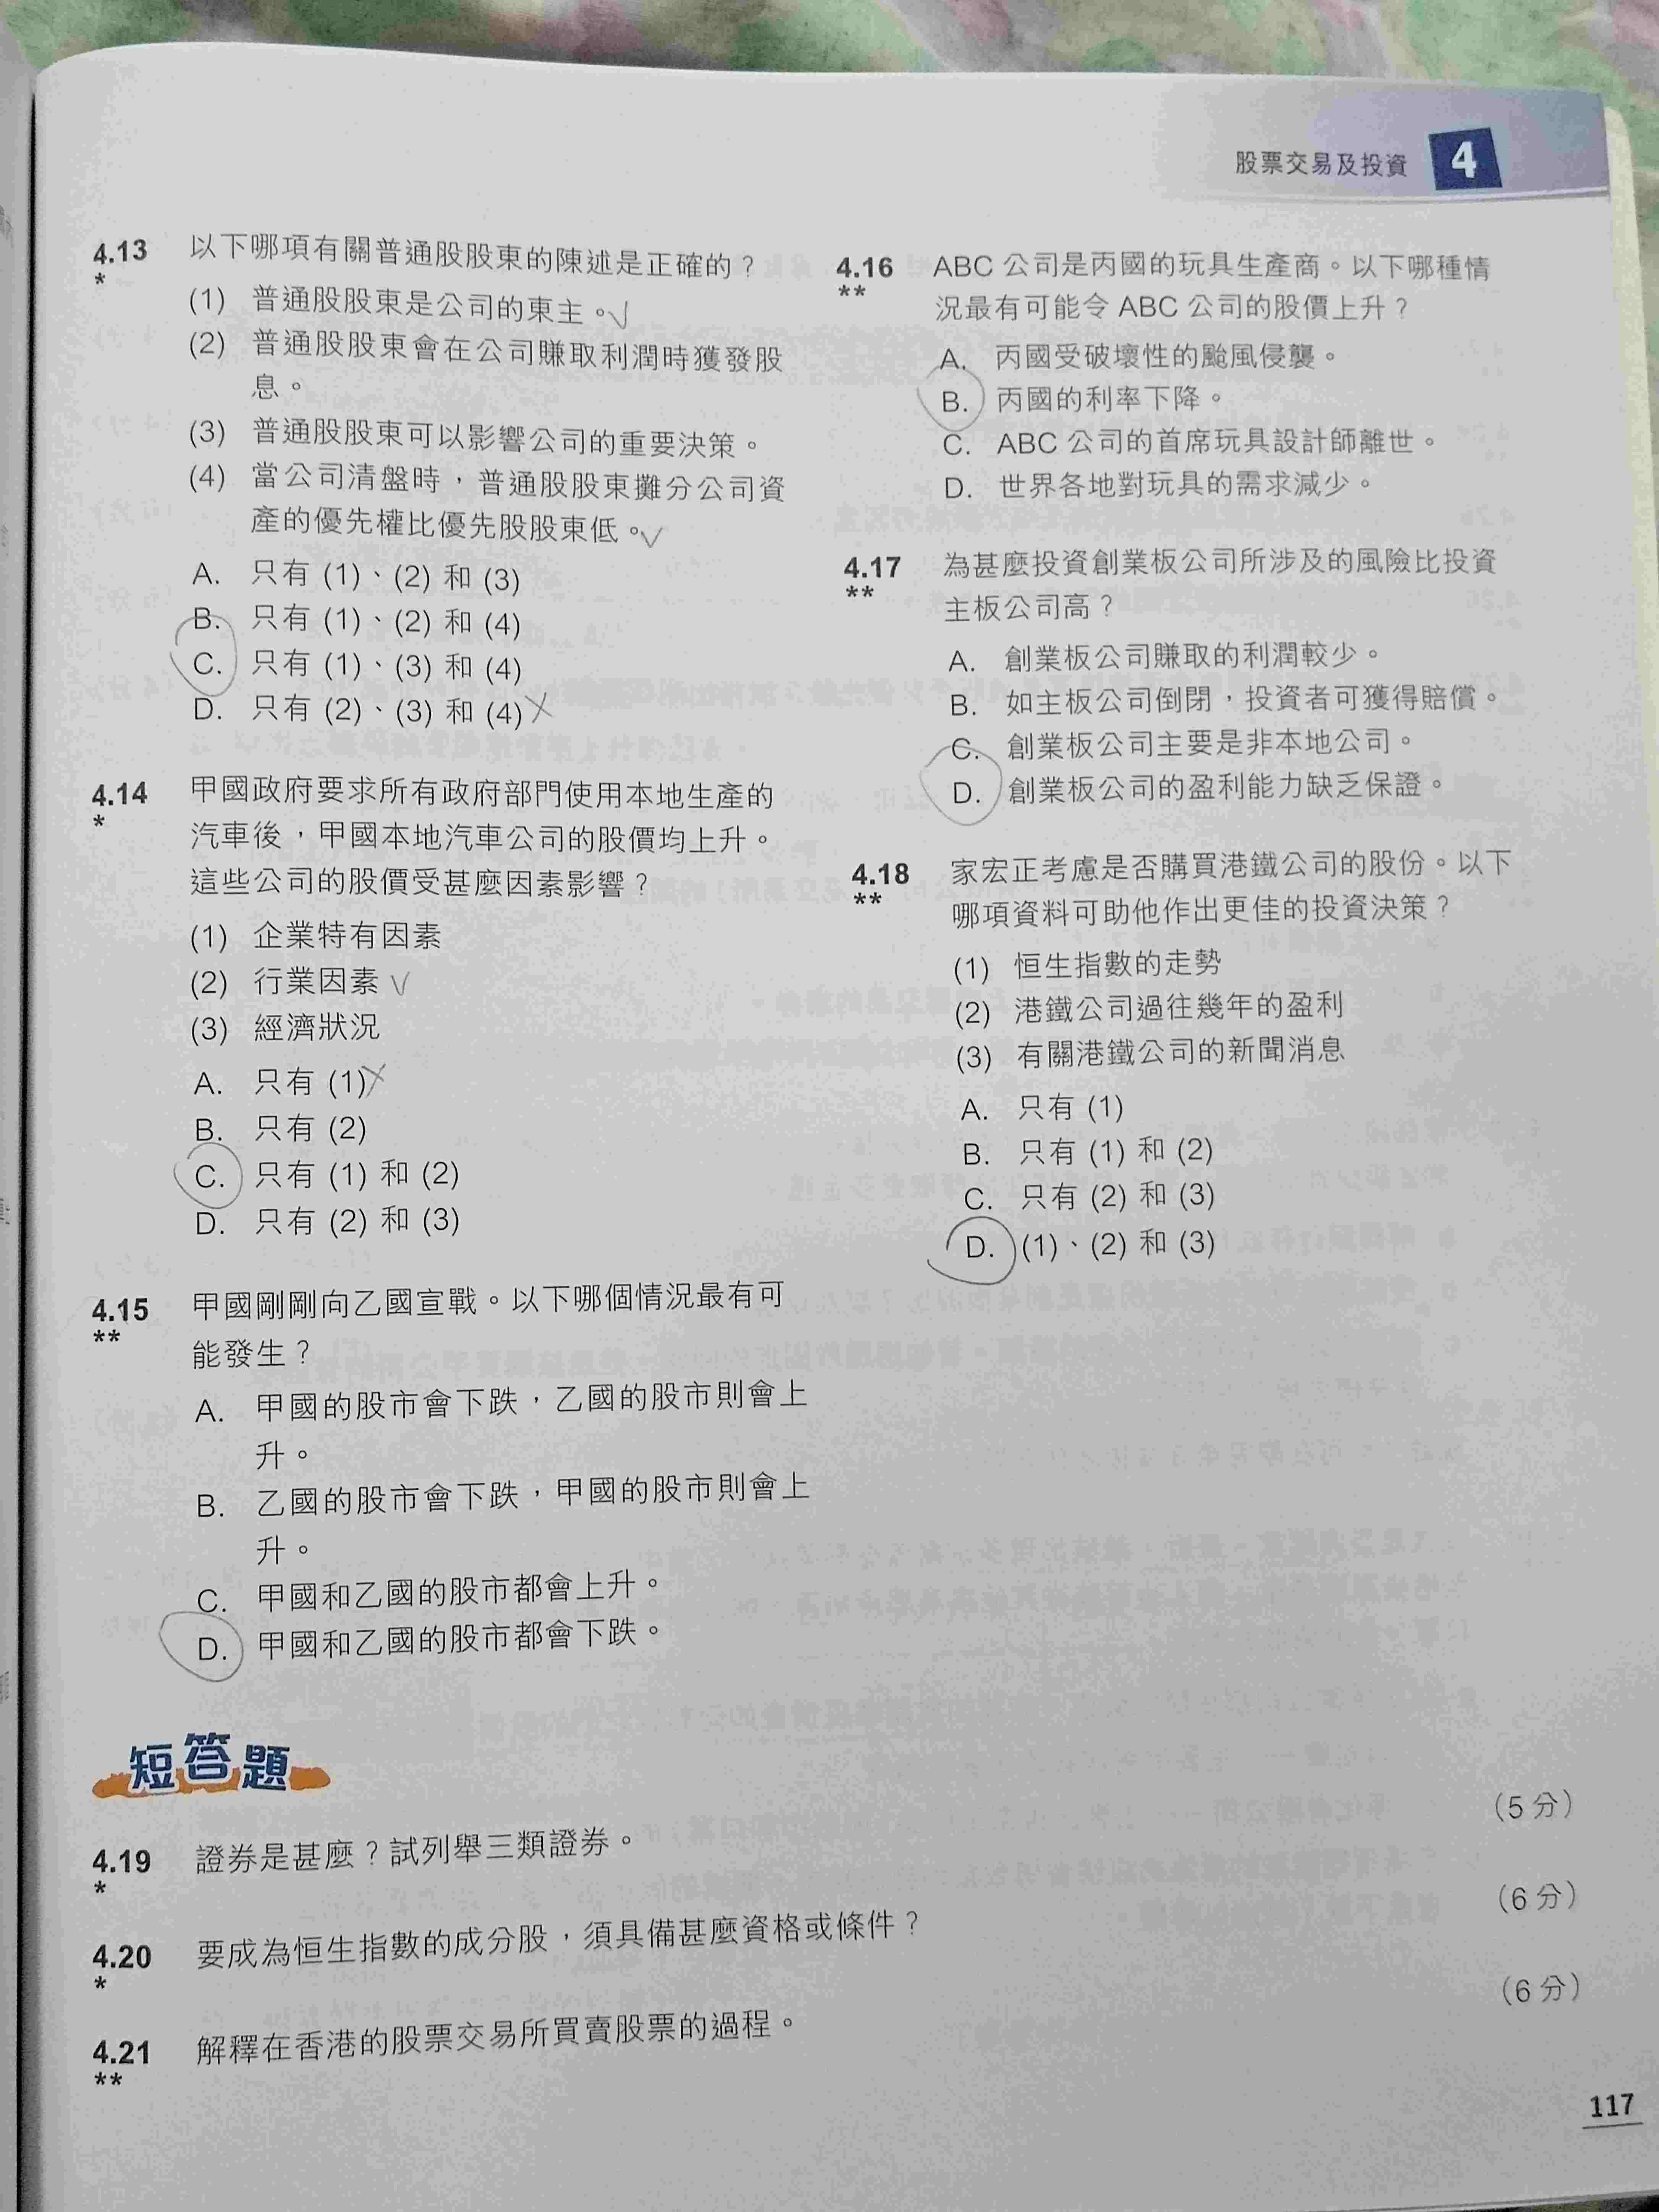 股票交易及投資 4
4.13 以下哪項有關普通股股東的陳述是正確的？
*
(1) 普通股股東是公司的東主。√
(2) 普通股股東會在公司賺取利潤時獲發股
息。
(3) 普通股股東可以影響公司的重要決策。
(4) 當公司清盤時，普通股股東攤分公司資
產的優先權比優先股股東低。√
A. 只有 (1)、(2) 和 (3)
B. 只有 (1)、(2) 和 (4)
C. 只有 (1)、(3) 和 (4)
D. 只有 (2)、(3) 和 (4) ×
4.14 甲國政府要求所有政府部門使用本地生產的
*
汽車後，甲國本地汽車公司的股價均上升。
這些公司的股價受甚麼因素影響？
(1) 企業特有因素
(2) 行業因素 √
(3) 經濟狀況
A. 只有 (1) ×
B. 只有 (2)
C. 只有 (1) 和 (2)
D. 只有 (2) 和 (3)
4.15 甲國剛剛向乙國宣戰。以下哪個情況最有可
**
能發生？
A. 甲國的股市會下跌，乙國的股市則會上
升。
B. 乙國的股市會下跌，甲國的股市則會上
升。
C. 甲國和乙國的股市都會上升。
D. 甲國和乙國的股市都會下跌。
4.16 ABC 公司是丙國的玩具生產商。以下哪種情
**
況最有可能令 ABC 公司的股價上升？
A. 丙國受破壞性的颱風侵襲。
B. 丙國的利率下降。
C. ABC 公司的首席玩具設計師離世。
D. 世界各地對玩具的需求減少。
4.17 為甚麼投資創業板公司所涉及的風險比投資
**
主板公司高？
A. 創業板公司賺取的利潤較少。
B. 如主板公司倒閉，投資者可獲得賠償。
C. 創業板公司主要是非本地公司。
D. 創業板公司的盈利能力缺乏保證。
4.18 家宏正考慮是否購買港鐵公司的股份。以下
**
哪項資料可助他作出更佳的投資決策？
(1) 恒生指數的走勢
(2) 港鐵公司過往幾年的盈利
(3) 有關港鐵公司的新聞消息
A. 只有 (1)
B. 只有 (1) 和 (2)
C. 只有 (2) 和 (3)
D. (1)、(2) 和 (3)
短答題
4.19 證券是甚麼？試列舉三類證券。 （5 分）
*
4.20 要成為恒生指數的成分股，須具備甚麼資格或條件？ （6 分）
*
4.21 解釋在香港的股票交易所買賣股票的過程。 （6 分）
**
117